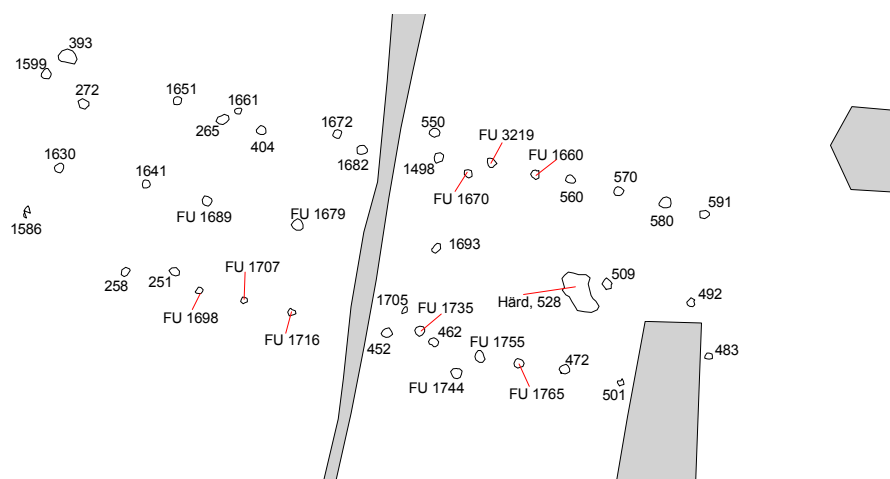 393
1599
272
1651
1661
265
404
1672
1682
550
FU 3219
1498
FU 1660
FU 1670
560
570
580
591
1630
1641
1586
FU 1689
FU 1679
1693
258
251
FU 1707
FU 1698
FU 1716
1705
FU 1735
452
462
Härd, 528
509
492
FU 1755
FU 1744
FU 1765
472
501
483